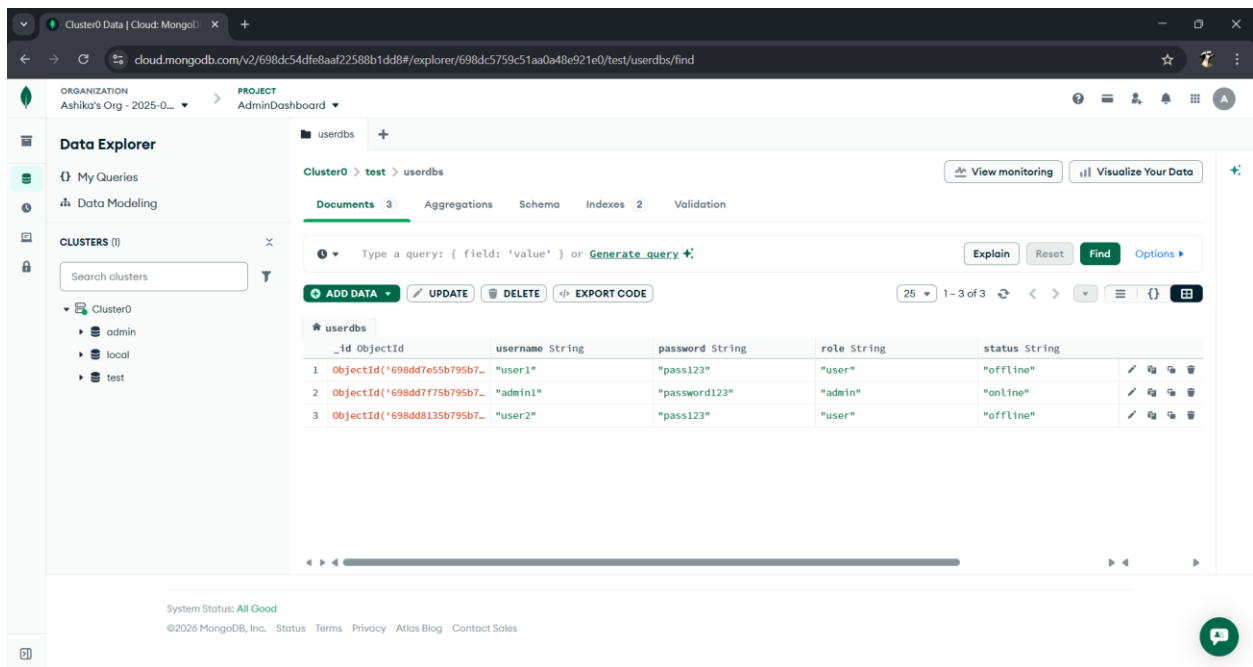 Cluster0 Data | Cloud: MongoD
cloud.mongodb.com/v2/698dc54dfe8aaf22588b1dd8#/explorer/698dc5759c51aa0a48e921e0/test/userdbs/find
ORGANIZATION
Ashika's Org - 2025-0...
PROJECT
AdminDashboard
A
Data Explorer
My Queries
Data Modeling
CLUSTERS (1)
Search clusters
Cluster0
admin
local
test
userdbs
Cluster0 > test > userdbs
View monitoring
Visualize Your Data
Documents 3 Aggregations Schema Indexes 2 Validation
Type a query: { field: 'value' } or Generate query
Explain Reset Find Options
ADD DATA UPDATE DELETE EXPORT CODE
25 1 – 3 of 3 {}
userdbs
_id ObjectId username String password String role String status String
1 ObjectId('698dd7e55b795b7… "user1" "pass123" "user" "offline"
2 ObjectId('698dd7f75b795b7… "admin1" "password123" "admin" "online"
3 ObjectId('698dd8135b795b7… "user2" "pass123" "user" "offline"
System Status: All Good
©2026 MongoDB, Inc. Status Terms Privacy Atlas Blog Contact Sales